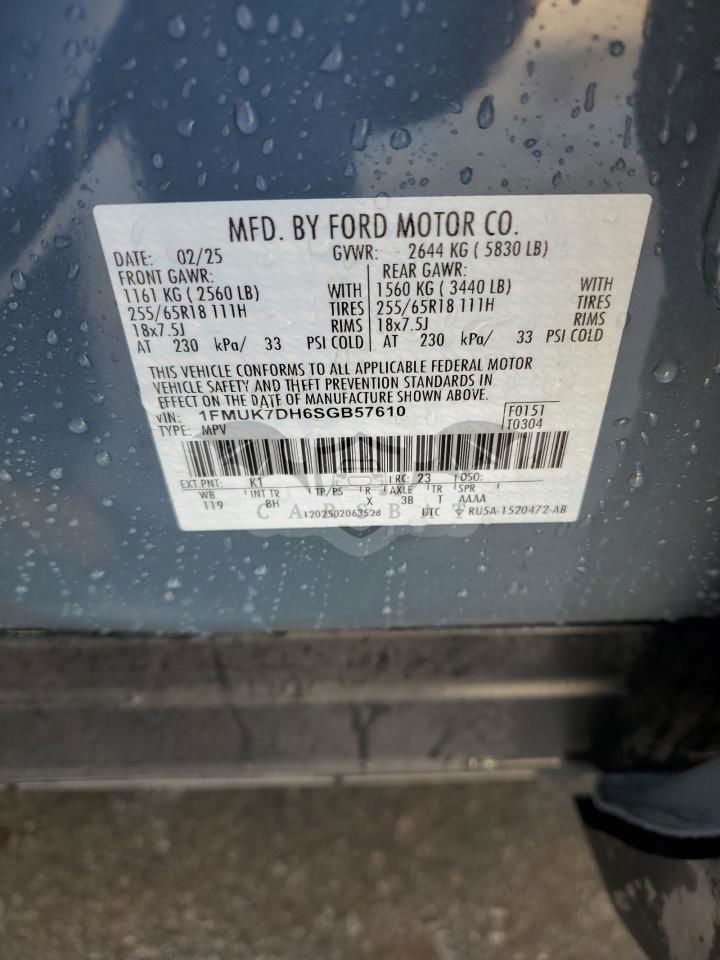 MFD. BY FORD MOTOR CO.
DATE: 02/25 GVWR: 2644 KG ( 5830 LB)
FRONT GAWR: REAR GAWR:
1161 KG ( 2560 LB) WITH 1560 KG ( 3440 LB) WITH
255/65R18 111H TIRES 255/65R18 111H TIRES
18x7.5J RIMS 18x7.5J RIMS
AT 230 kPa/ 33 PSI COLD AT 230 kPa/ 33 PSI COLD
THIS VEHICLE CONFORMS TO ALL APPLICABLE FEDERAL MOTOR
VEHICLE SAFETY AND THEFT PREVENTION STANDARDS IN
EFFECT ON THE DATE OF MANUFACTURE SHOWN ABOVE.
VIN: 1FMUK7DH6SGB57610 F0151
TYPE: MPV T0304
EXT PNT: K1 RC: 23 DSO:
WB INT TR TP/PS R AXLE TR SPR
119 8H X 3B T AAAA
1202502063528 UTC RU5A-1520472-AB